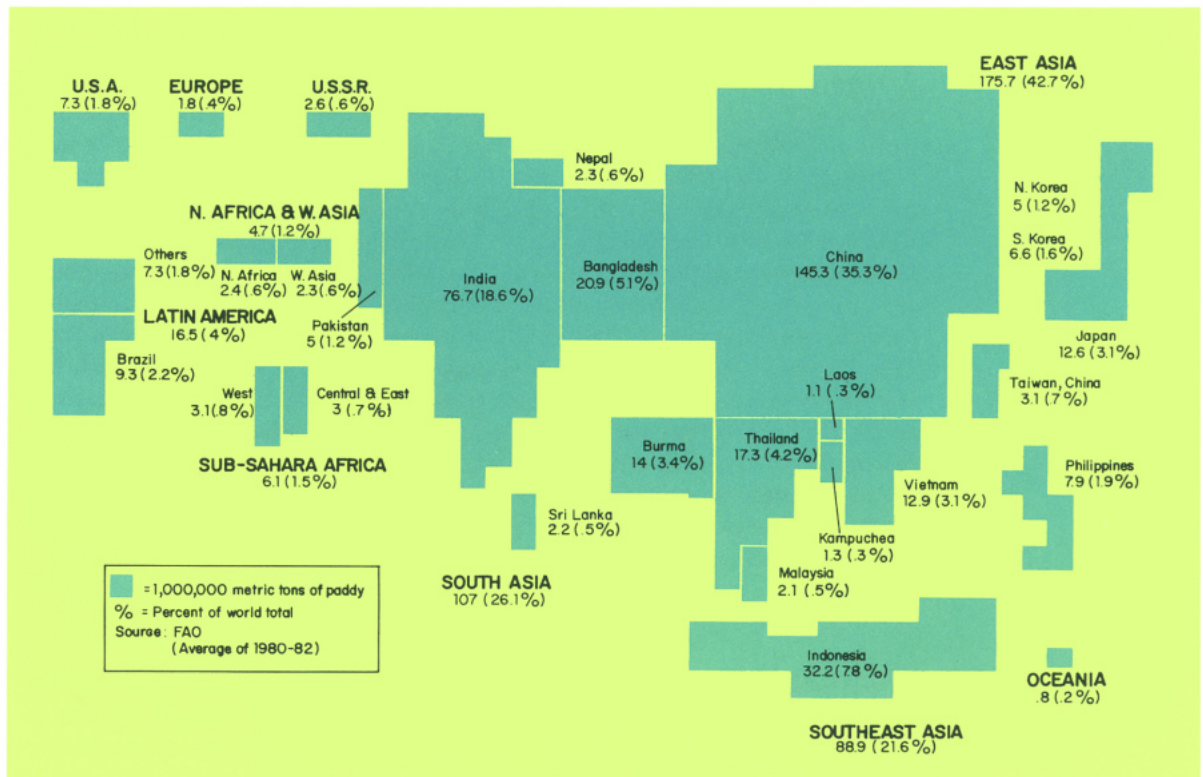 U.S.A.
7.3 (1.8%)
EUROPE
1.8 (.4%)
U.S.S.R.
2.6 (.6%)
EAST ASIA
175.7 (42.7%)
Nepal
2.3 (.6%)
N. Korea
5 (1.2%)
S. Korea
6.6 (1.6%)
N. AFRICA & W. ASIA
4.7 (1.2%)
N. Africa
2.4 (.6%)
W. Asia
2.3 (.6%)
Others
7.3 (1.8%)
LATIN AMERICA
16.5 (4%)
Brazil
9.3 (2.2%)
Pakistan
5 (1.2%)
India
76.7 (18.6%)
Bangladesh
20.9 (5.1%)
China
145.3 (35.3%)
Japan
12.6 (3.1%)
Taiwan, China
3.1 (.7%)
West
3.1 (.8%)
Central & East
3 (.7%)
SUB-SAHARA AFRICA
6.1 (1.5%)
Laos
1.1 (.3%)
Burma
14 (3.4%)
Thailand
17.3 (4.2%)
Vietnam
12.9 (3.1%)
Philippines
7.9 (1.9%)
Kampuchea
1.3 (.3%)
Sri Lanka
2.2 (.5%)
Malaysia
2.1 (.5%)
SOUTH ASIA
107 (26.1%)
= 1,000,000 metric tons of paddy
% = Percent of world total
Source: FAO
(Average of 1980-82)
Indonesia
32.2 (7.8%)
OCEANIA
.8 (.2%)
SOUTHEAST ASIA
88.9 (21.6%)